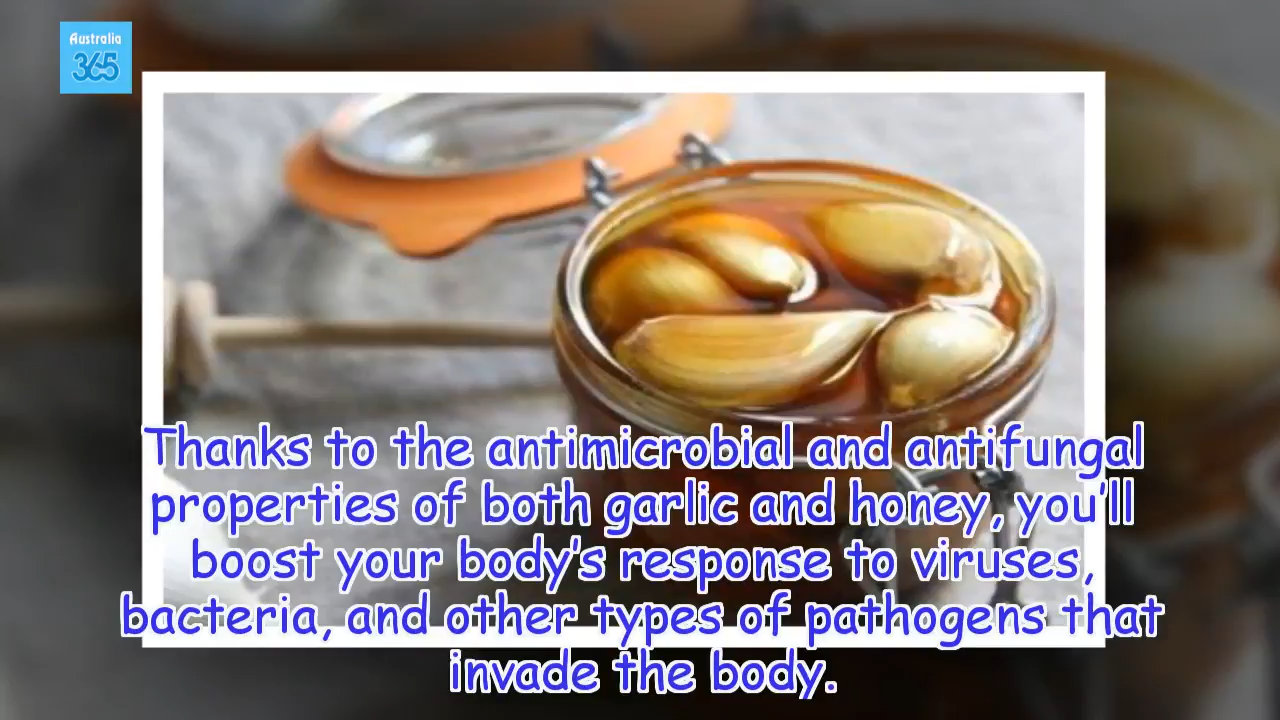 Australia
365
Thanks to the antimicrobial and antifungal
properties of both garlic and honey, you'll
boost your body's response to viruses,
bacteria, and other types of pathogens that
invade the body.